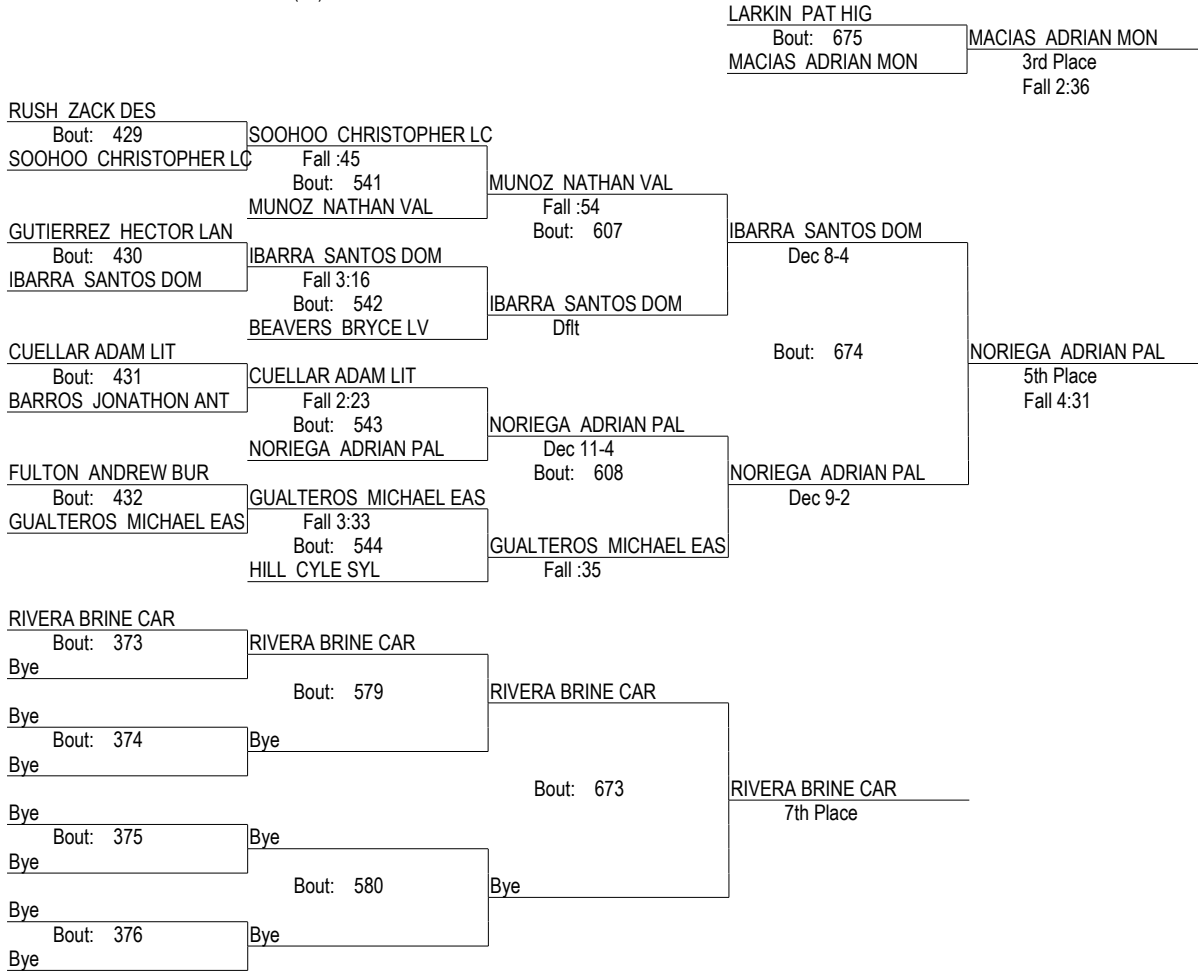 LARKIN PAT HIG
Bout: 675
MACIAS ADRIAN MON
MACIAS ADRIAN MON
3rd Place
Fall 2:36
RUSH ZACK DES
Bout: 429
SOOHOO CHRISTOPHER LC
SOOHOO CHRISTOPHER LC
Fall :45
Bout: 541
MUNOZ NATHAN VAL
MUNOZ NATHAN VAL
Fall :54
Bout: 607
GUTIERREZ HECTOR LAN
Bout: 430
IBARRA SANTOS DOM
IBARRA SANTOS DOM
Fall 3:16
Bout: 542
BEAVERS BRYCE LV
IBARRA SANTOS DOM
Dflt
IBARRA SANTOS DOM
Dec 8-4
Bout: 674
NORIEGA ADRIAN PAL
5th Place
Fall 4:31
CUELLAR ADAM LIT
Bout: 431
BARROS JONATHON ANT
CUELLAR ADAM LIT
Fall 2:23
Bout: 543
NORIEGA ADRIAN PAL
NORIEGA ADRIAN PAL
Dec 11-4
Bout: 608
NORIEGA ADRIAN PAL
Dec 9-2
FULTON ANDREW BUR
Bout: 432
GUALTEROS MICHAEL EAS
GUALTEROS MICHAEL EAS
Fall 3:33
Bout: 544
HILL CYLE SYL
GUALTEROS MICHAEL EAS
Fall :35
RIVERA BRINE CAR
Bout: 373
Bye
RIVERA BRINE CAR
Bout: 579
RIVERA BRINE CAR
Bye
Bout: 374
Bye
Bye
Bout: 673
RIVERA BRINE CAR
7th Place
Bye
Bout: 375
Bye
Bye
Bout: 580
Bye
Bye
Bout: 376
Bye
Bye